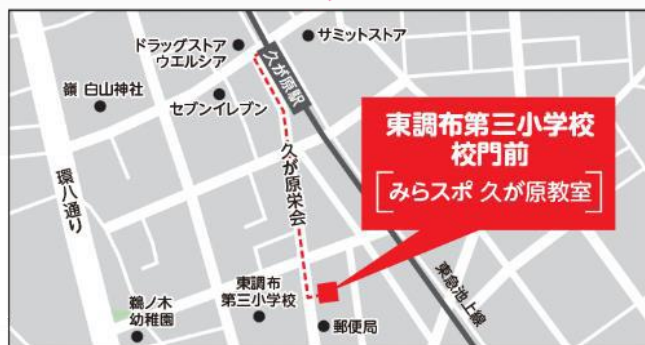 ドラッグストア
ウエルシア
サミットストア
嶺 白山神社
セブンイレブン
久が原駅
東調布第三小学校
校門前
[みらスポ 久が原教室]
環八通り
久が原栄会
東急池上線
東調布
第三小学校
鵜ノ木
幼稚園
郵便局